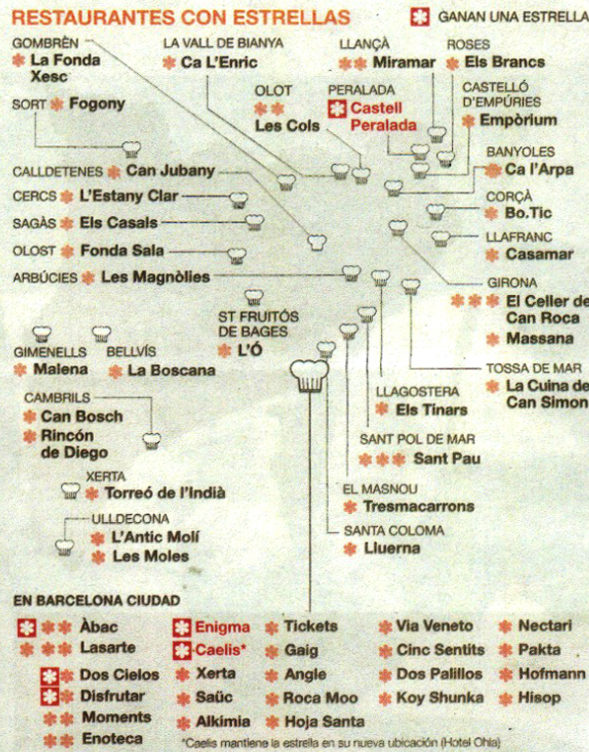 RESTAURANTES CON ESTRELLAS
GANAN UNA ESTRELLA
GOMBRÈN
La Fonda
Xesc
LA VALL DE BIANYA
Ca L'Enric
LLANÇÀ
Miramar
ROSES
Els Brancs
SORT Fogony
OLOT
Les Cols
PERALADA
Castell
Peralada
CASTELLÓ
D'EMPÚRIES
Empòrium
CALLDETENES Can Jubany
BANYOLES
Ca l'Arpa
CERCS L'Estany Clar
SAGÀS Els Casals
CORÇÀ
Bo.Tic
OLOST Fonda Sala
LLAFRANC
Casamar
ARBÚCIES Les Magnòlies
GIRONA
El Celler de
Can Roca
Massana
ST FRUITÓS
DE BAGES
L'Ó
GIMENELLS
Malena
BELLVÍS
La Boscana
TOSSA DE MAR
La Cuina de
Can Simon
LLAGOSTERA
Els Tinars
CAMBRILS
Can Bosch
Rincón
de Diego
SANT POL DE MAR
Sant Pau
XERTA
Torreó de l'Indià
EL MASNOU
Tresmacarrons
ULLDECONA
L'Antic Molí
Les Moles
SANTA COLOMA
Lluerna
EN BARCELONA CIUDAD
Àbac
Lasarte
Dos Cielos
Disfrutar
Moments
Enoteca
Enigma
Caelis*
Xerta
Saüc
Alkimia
Tickets
Gaig
Angle
Roca Moo
Hoja Santa
Via Veneto
Cinc Sentits
Dos Palillos
Koy Shunka
Nectari
Pakta
Hofmann
Hisop
*Caelis mantiene la estrella en su nueva ubicación (Hotel Ohla)